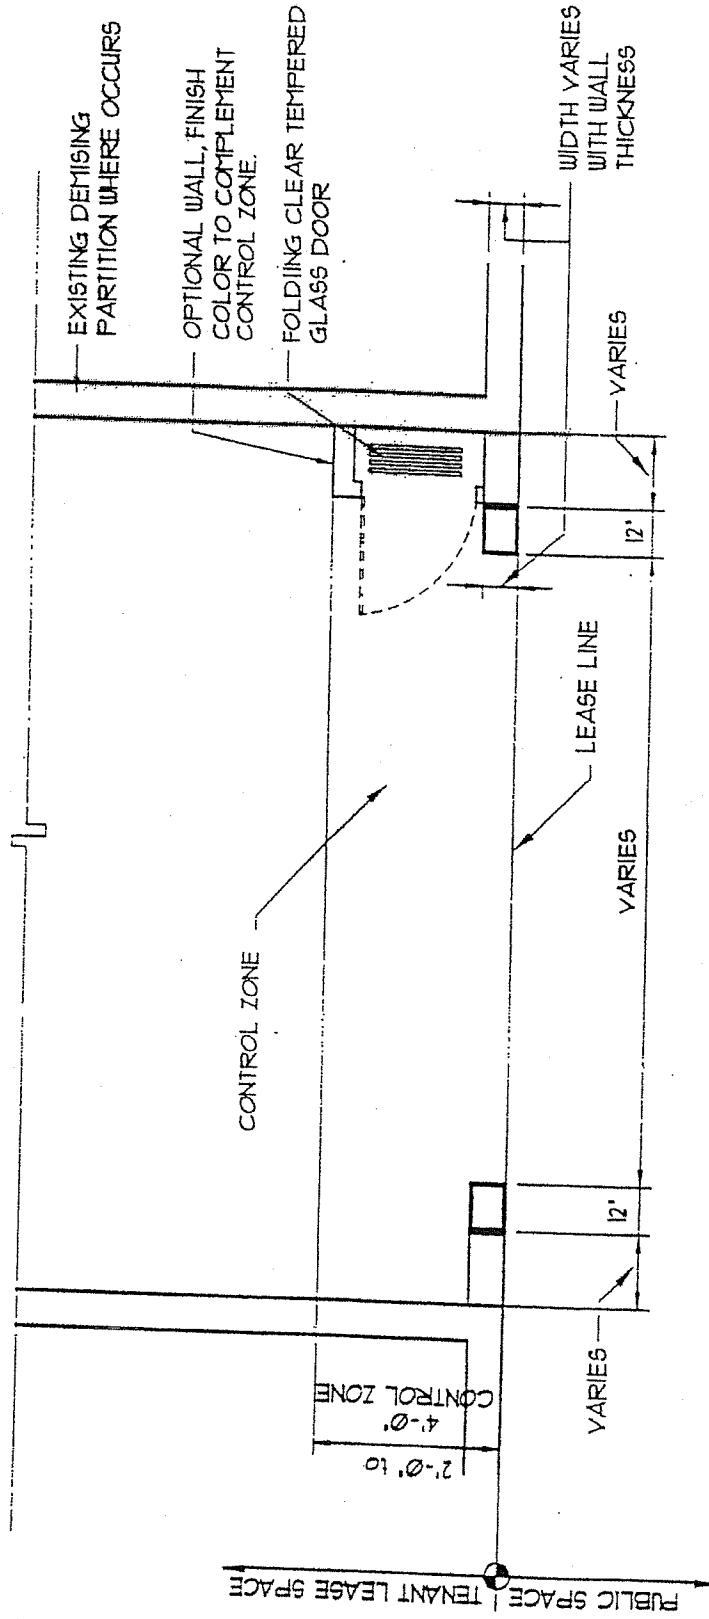 EXISTING DEMISING
PARTITION WHERE OCCURS
OPTIONAL WALL, FINISH
COLOR TO COMPLEMENT
CONTROL ZONE.
FOLDING CLEAR TEMPERED
GLASS DOOR
WIDTH VARIES
WITH WALL
THICKNESS
CONTROL ZONE
LEASE LINE
VARIES
12"
VARIES
12"
VARIES
2'-0" to
4'-0"
CONTROL ZONE
PUBLIC SPACE | TENANT LEASE SPACE